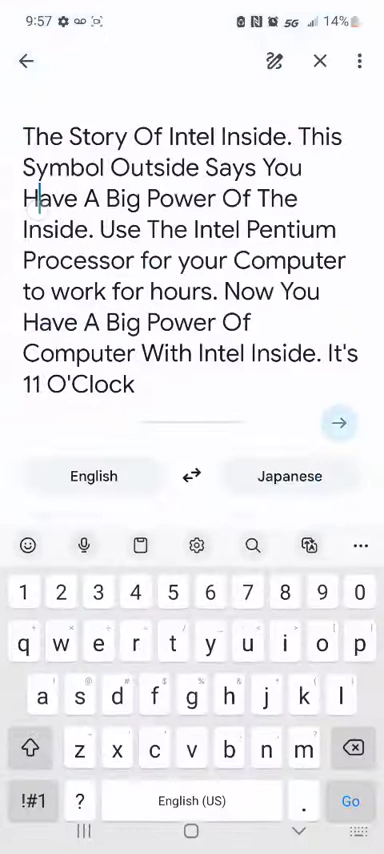 9:57 5G 14%
The Story Of Intel Inside. This
Symbol Outside Says You
Have A Big Power Of The
Inside. Use The Intel Pentium
Processor for your Computer
to work for hours. Now You
Have A Big Power Of
Computer With Intel Inside. It's
11 O'Clock
English Japanese
1 2 3 4 5 6 7 8 9 0
q w e r t y u i o p
a s d f g h j k l
z x c v b n m
!#1 ? English (US) . Go